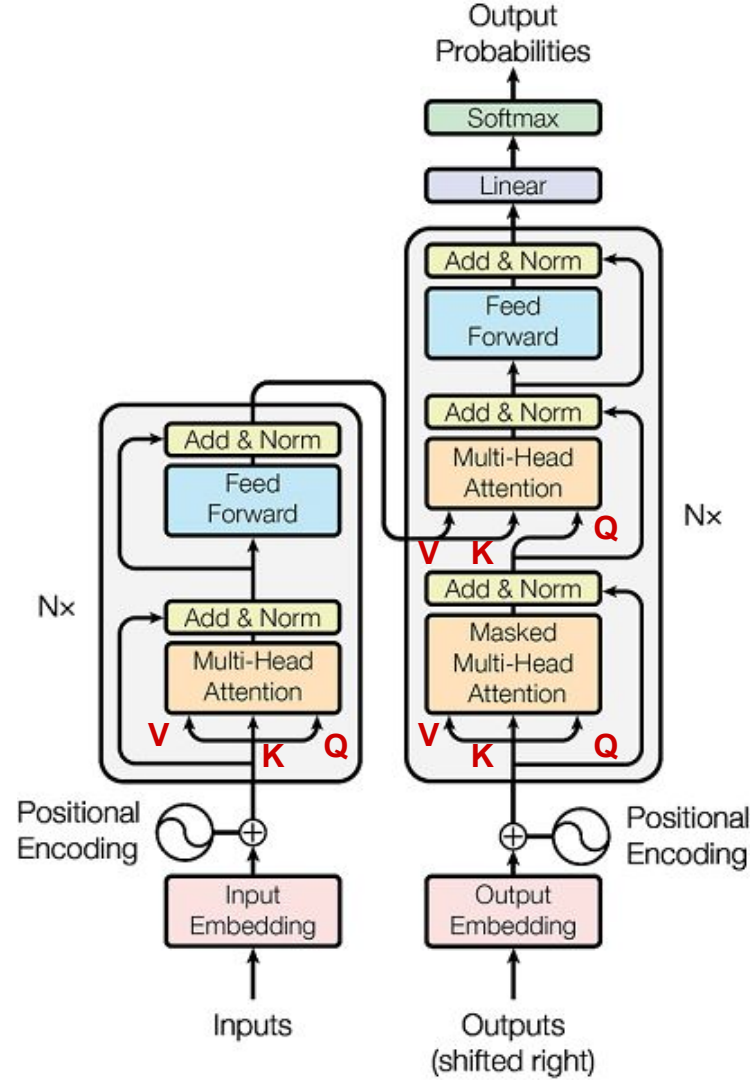 Output
Probabilities
Softmax
Linear
Add & Norm
Feed
Forward
Add & Norm
Multi-Head
Attention
V K Q
Nx
Add & Norm
Masked
Multi-Head
Attention
V K Q
Add & Norm
Feed
Forward
Nx
Add & Norm
Multi-Head
Attention
V K Q
Positional
Encoding
Positional
Encoding
Input
Embedding
Output
Embedding
Inputs
Outputs
(shifted right)